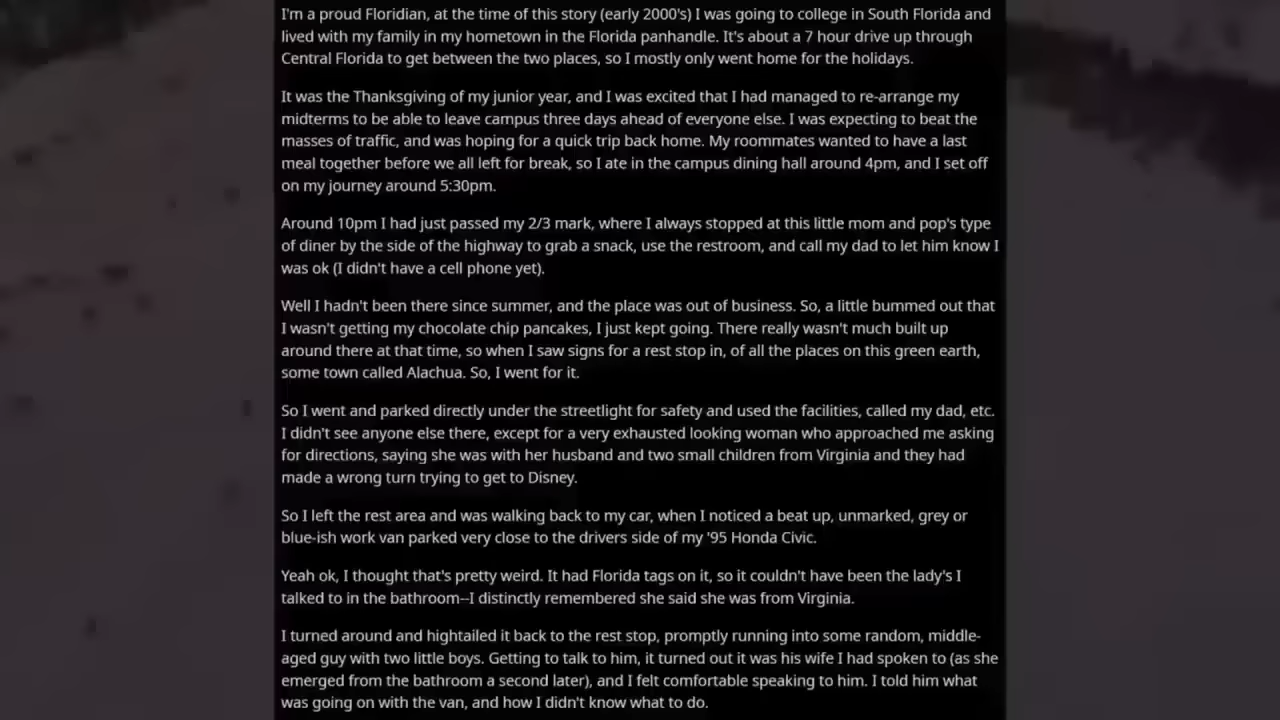 I'm a proud Floridian, at the time of this story (early 2000's) I was going to college in South Florida and
lived with my family in my hometown in the Florida panhandle. It's about a 7 hour drive up through
Central Florida to get between the two places, so I mostly only went home for the holidays.
It was the Thanksgiving of my junior year, and I was excited that I had managed to re-arrange my
midterms to be able to leave campus three days ahead of everyone else. I was expecting to beat the
masses of traffic, and was hoping for a quick trip back home. My roommates wanted to have a last
meal together before we all left for break, so I ate in the campus dining hall around 4pm, and I set off
on my journey around 5:30pm.
Around 10pm I had just passed my 2/3 mark, where I always stopped at this little mom and pop's type
of diner by the side of the highway to grab a snack, use the restroom, and call my dad to let him know I
was ok (I didn't have a cell phone yet).
Well I hadn't been there since summer, and the place was out of business. So, a little bummed out that
I wasn't getting my chocolate chip pancakes, I just kept going. There really wasn't much built up
around there at that time, so when I saw signs for a rest stop in, of all the places on this green earth,
some town called Alachua. So, I went for it.
So I went and parked directly under the streetlight for safety and used the facilities, called my dad, etc.
I didn't see anyone else there, except for a very exhausted looking woman who approached me asking
for directions, saying she was with her husband and two small children from Virginia and they had
made a wrong turn trying to get to Disney.
So I left the rest area and was walking back to my car, when I noticed a beat up, unmarked, grey or
blue-ish work van parked very close to the drivers side of my '95 Honda Civic.
Yeah ok, I thought that's pretty weird. It had Florida tags on it, so it couldn't have been the lady's I
talked to in the bathroom--I distinctly remembered she said she was from Virginia.
I turned around and hightailed it back to the rest stop, promptly running into some random, middle-
aged guy with two little boys. Getting to talk to him, it turned out it was his wife I had spoken to (as she
emerged from the bathroom a second later), and I felt comfortable speaking to him. I told him what
was going on with the van, and how I didn't know what to do.